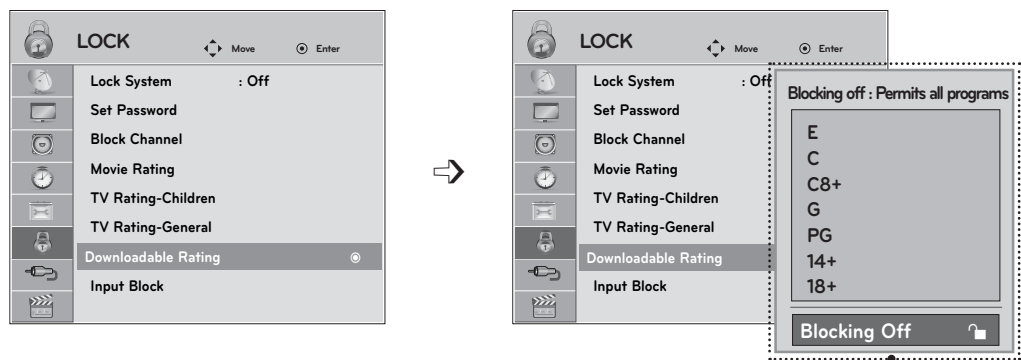 LOCK
Move
Enter
Lock System : Off
Set Password
Block Channel
Movie Rating
TV Rating-Children
TV Rating-General
Downloadable Rating
Input Block
LOCK
Move
Enter
Lock System : Off
Set Password
Block Channel
Movie Rating
TV Rating-Children
TV Rating-General
Downloadable Rating
Input Block
Blocking off : Permits all programs
E
C
C8+
G
PG
14+
18+
Blocking Off